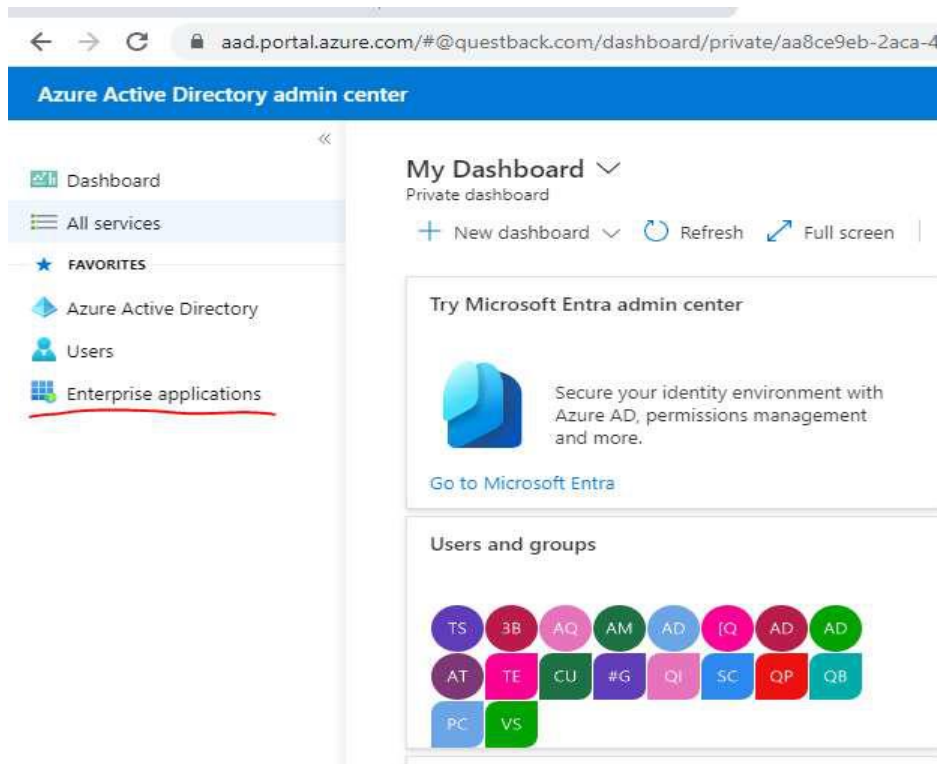 aad.portal.azure.com/#@questback.com/dashboard/private/aa8ce9eb-2aca-4
Azure Active Directory admin center
«
Dashboard
All services
FAVORITES
Azure Active Directory
Users
Enterprise applications
My Dashboard
Private dashboard
New dashboard Refresh Full screen
Try Microsoft Entra admin center
Secure your identity environment with
Azure AD, permissions management
and more.
Go to Microsoft Entra
Users and groups
TS 3B AQ AM AD [Q AD AD
AT TE CU #G QI SC QP QB
PC VS